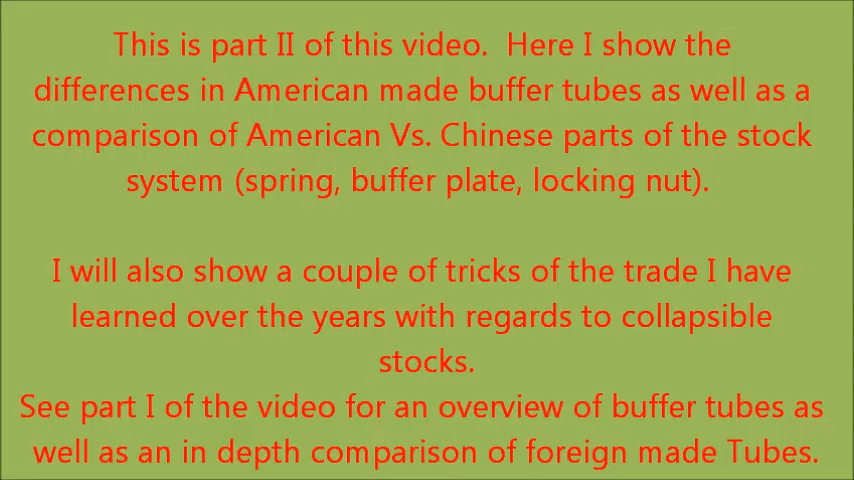 This is part II of this video.  Here I show the
differences in American made buffer tubes as well as a
comparison of American Vs. Chinese parts of the stock
system (spring, buffer plate, locking nut).
I will also show a couple of tricks of the trade I have
learned over the years with regards to collapsible
stocks.
See part I of the video for an overview of buffer tubes as
well as an in depth comparison of foreign made Tubes.